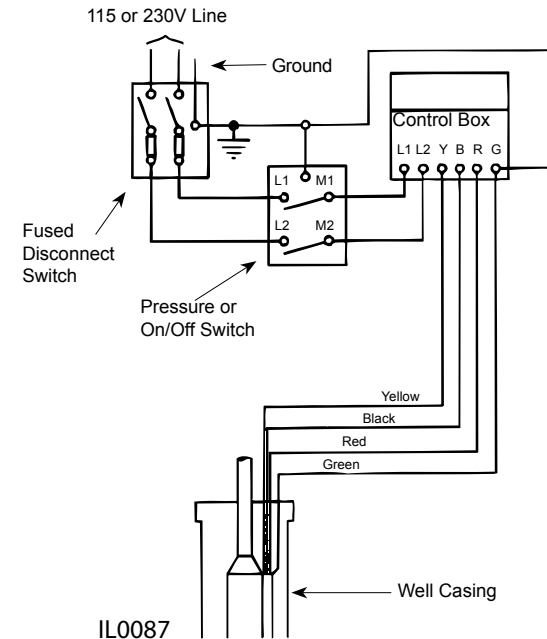 115 or 230V Line
Ground
Control Box
L1 L2 Y B R G
L1 M1
L2 M2
Fused
Disconnect
Switch
Pressure or
On/Off Switch
Yellow
Black
Red
Green
Well Casing
IL0087